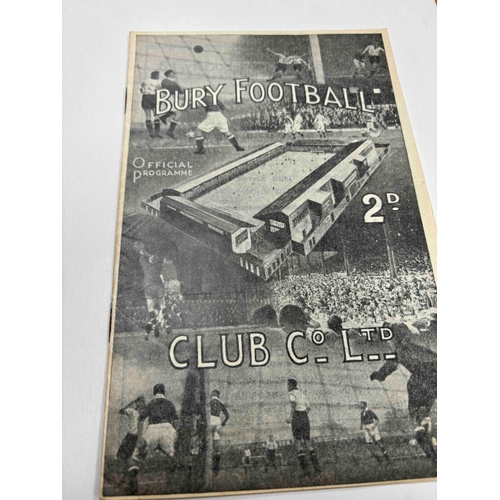 BURY FOOTBALL
OFFICIAL
PROGRAMME
2D
CLUB CO LTD